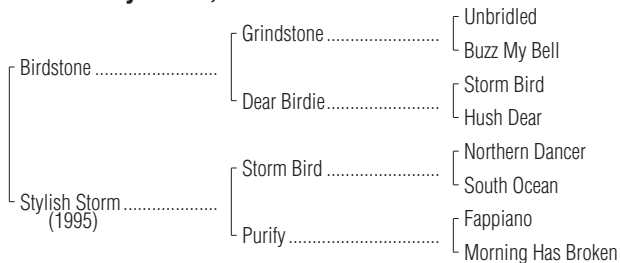 Unbridled
Grindstone ............................
Buzz My Bell
Birdstone ..............................
Storm Bird
Dear Birdie............................
Hush Dear
Northern Dancer
Storm Bird ............................
South Ocean
Stylish Storm .......................
(1995)
Fappiano
Purify ...................................
Morning Has Broken